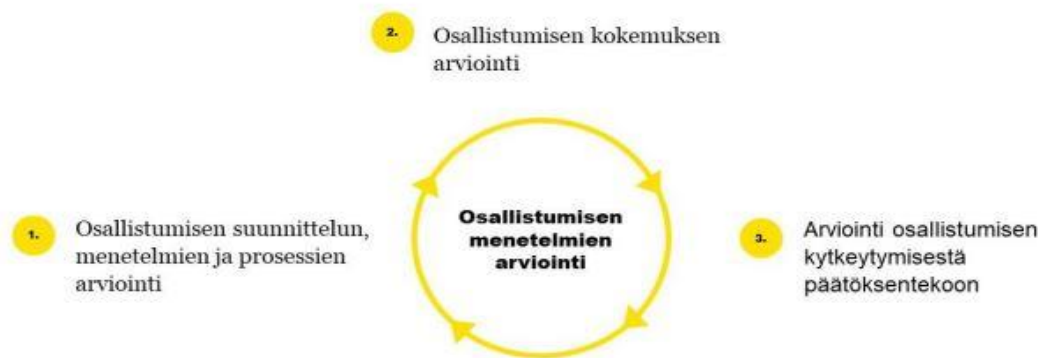 2. Osallistumisen kokemuksen
arviointi
1. Osallistumisen suunnittelun,
menetelmien ja prosessien
arviointi
Osallistumisen
menetelmien
arviointi
3. Arviointi osallistumisen
kytkeytymisestä
päätöksentekoon